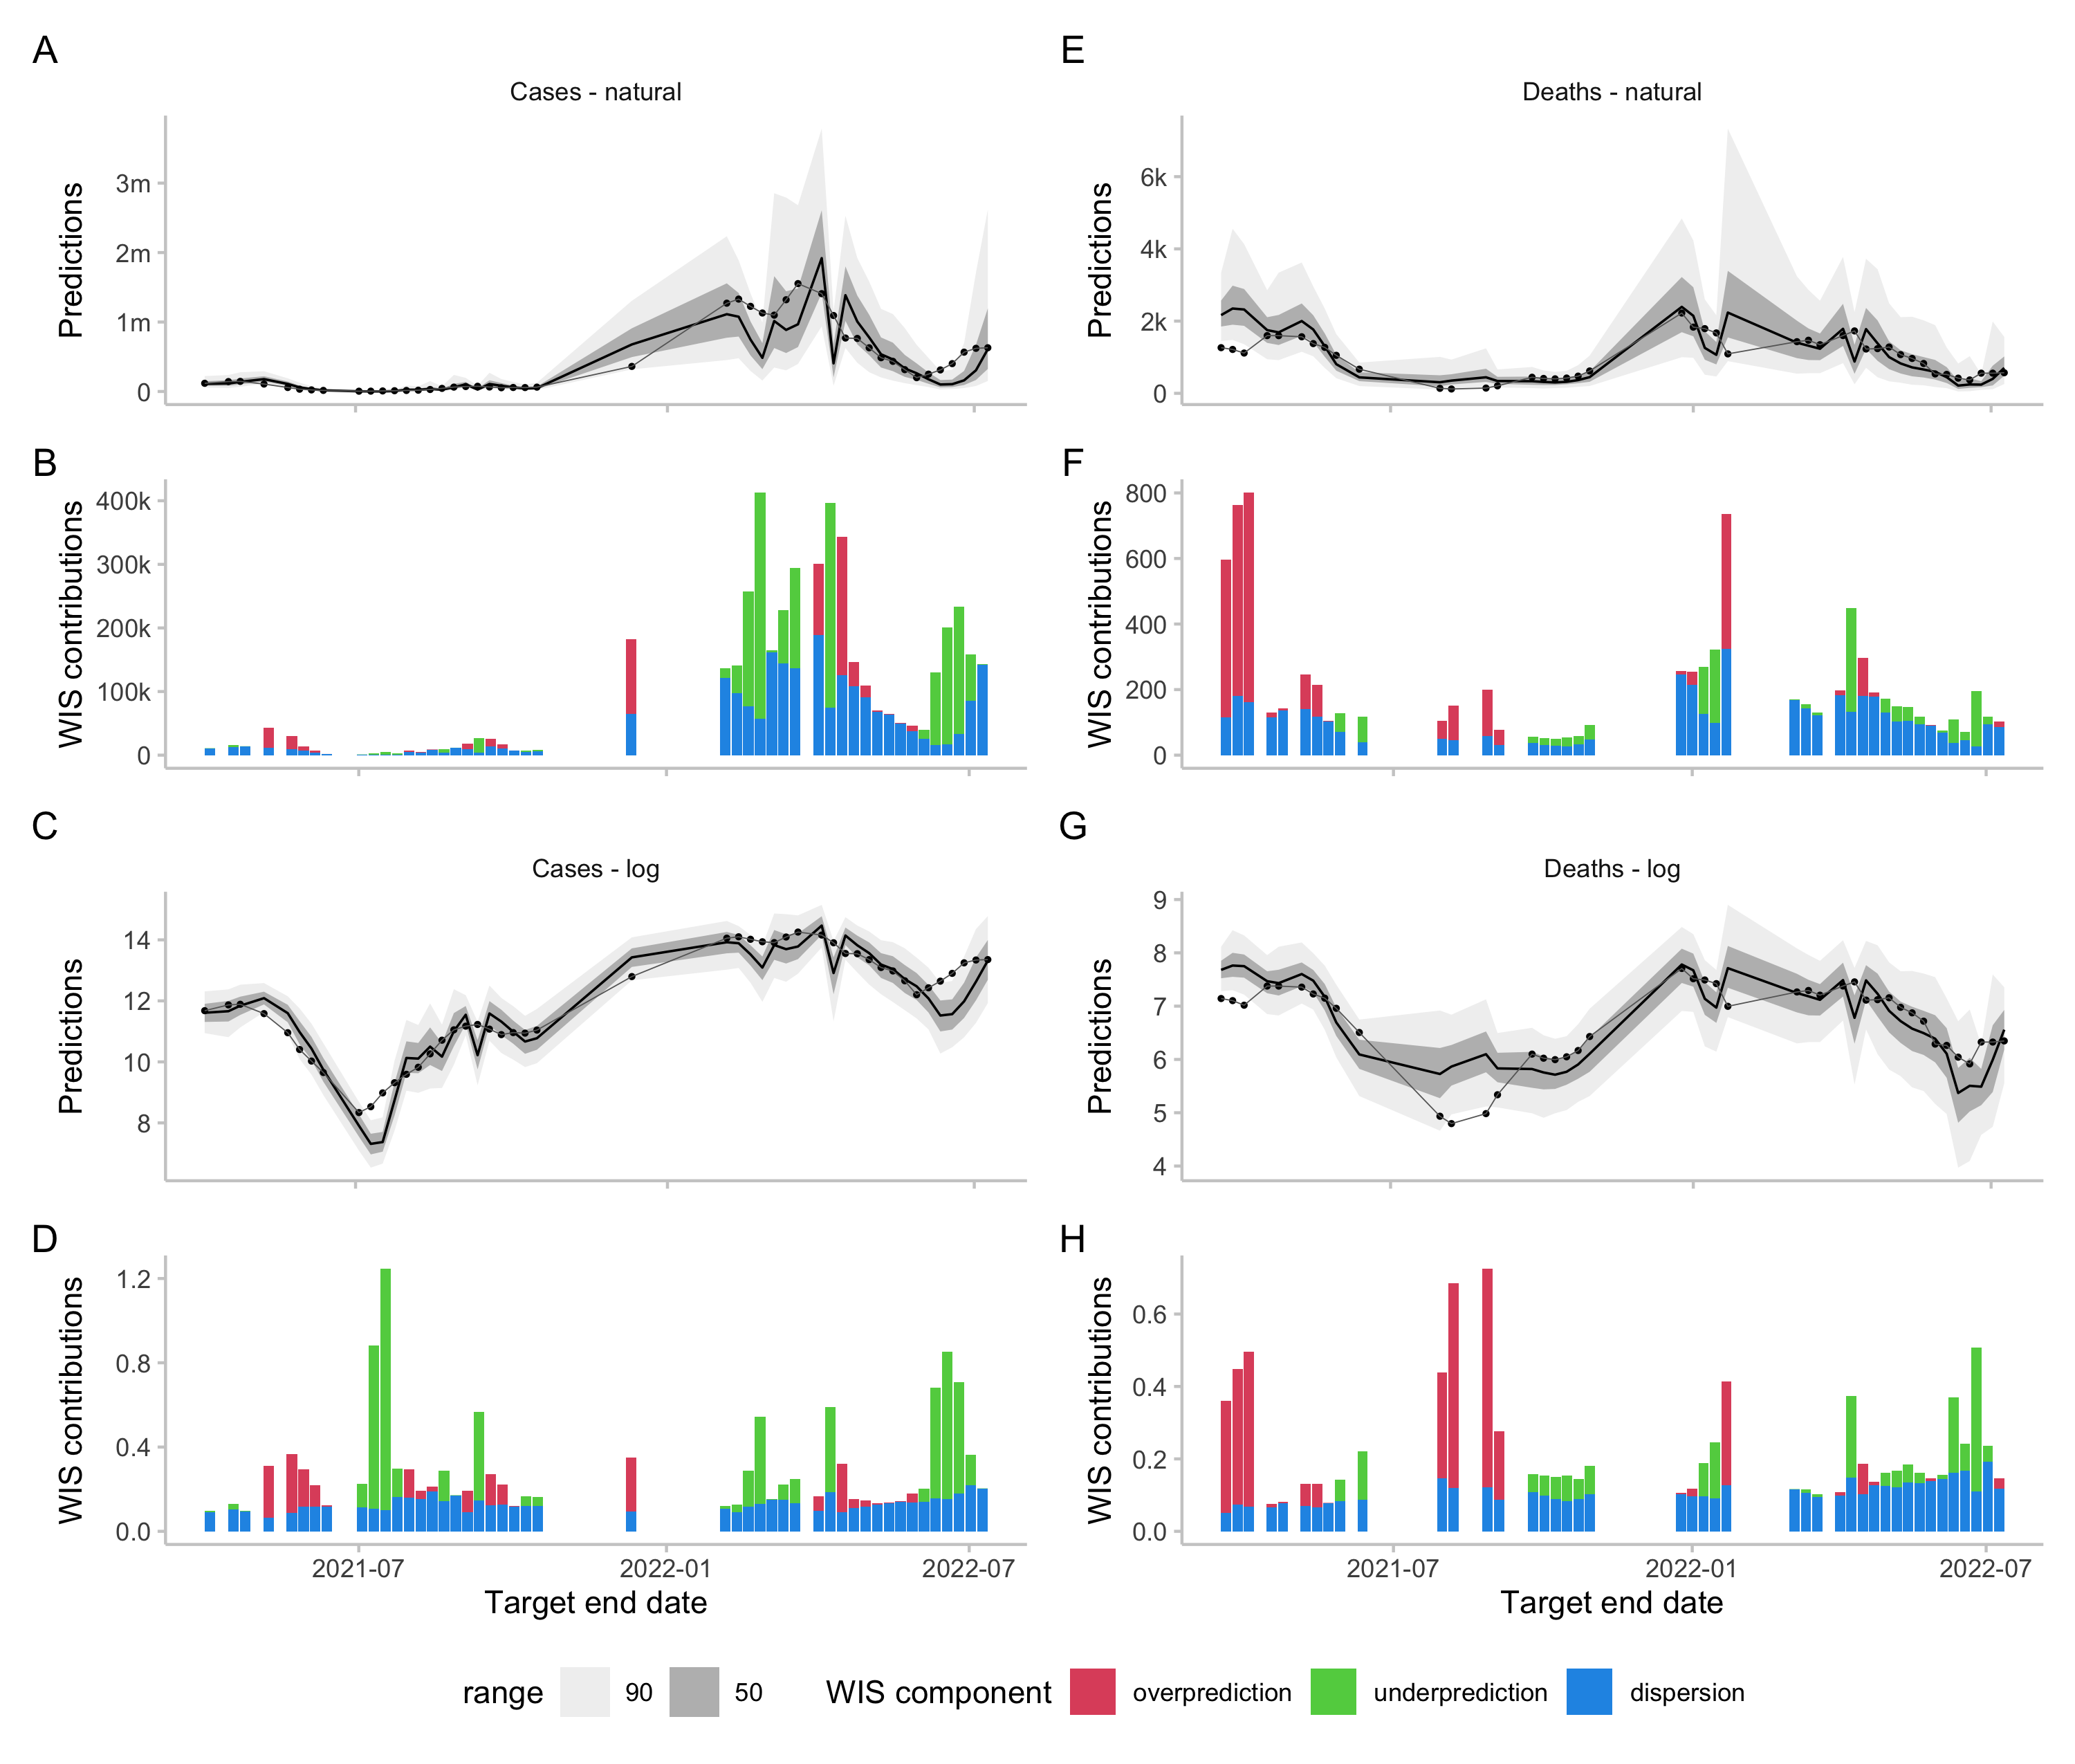 A
Cases - natural
Predictions
3m
2m
1m
0
B
WIS contributions
400k
300k
200k
100k
0
C
Cases - log
Predictions
14
12
10
8
D
WIS contributions
1.2
0.8
0.4
0.0
2021-07 2022-01 2022-07
Target end date
E
Deaths - natural
Predictions
6k
4k
2k
0
F
WIS contributions
800
600
400
200
0
G
Deaths - log
Predictions
9
8
7
6
5
4
H
WIS contributions
0.6
0.4
0.2
0.0
2021-07 2022-01 2022-07
Target end date
range 90 50 WIS component overprediction underprediction dispersion